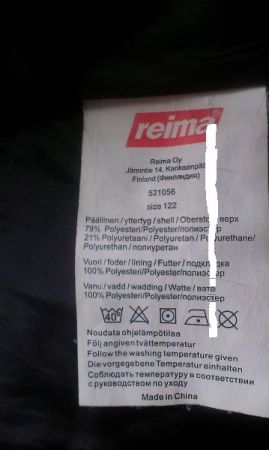 reima
Reima Oy
Jämintie 14, Kankaanpää
Finland (Финляндия)
521056
size 122
Päällinen / yttertyg / shell / верх
79% Polyesteri/Polyester/полиэстер
21% Polyuretaani / Polyuretan / Polyurethane/
Polyurethan / полиуретан
Vuori / foder / lining / Futter / подкладка
100% Polyesteri/Polyester/полиэстер
Vanu / vadd / wadding / Watte / вата
100% Polyesteri/Polyester/полиэстер
40°
Noudata ohjelämpötilaa
Följ angiven tvättemperatur
Follow the washing temperature given
Die vorgegebene Temperatur einhalten
Соблюдать температуру в соответствии
с руководством по уходу
Made in China